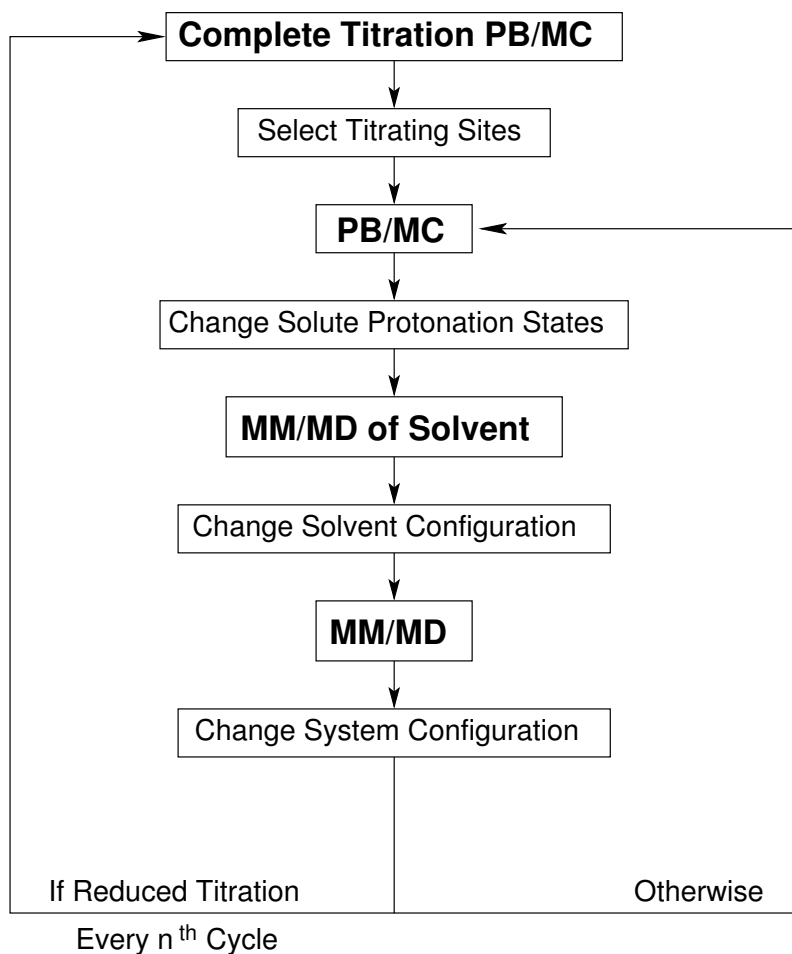 Complete Titration PB/MC
Select Titrating Sites
PB/MC
Change Solute Protonation States
MM/MD of Solvent
Change Solvent Configuration
MM/MD
Change System Configuration
If Reduced Titration
Otherwise
Every n th Cycle